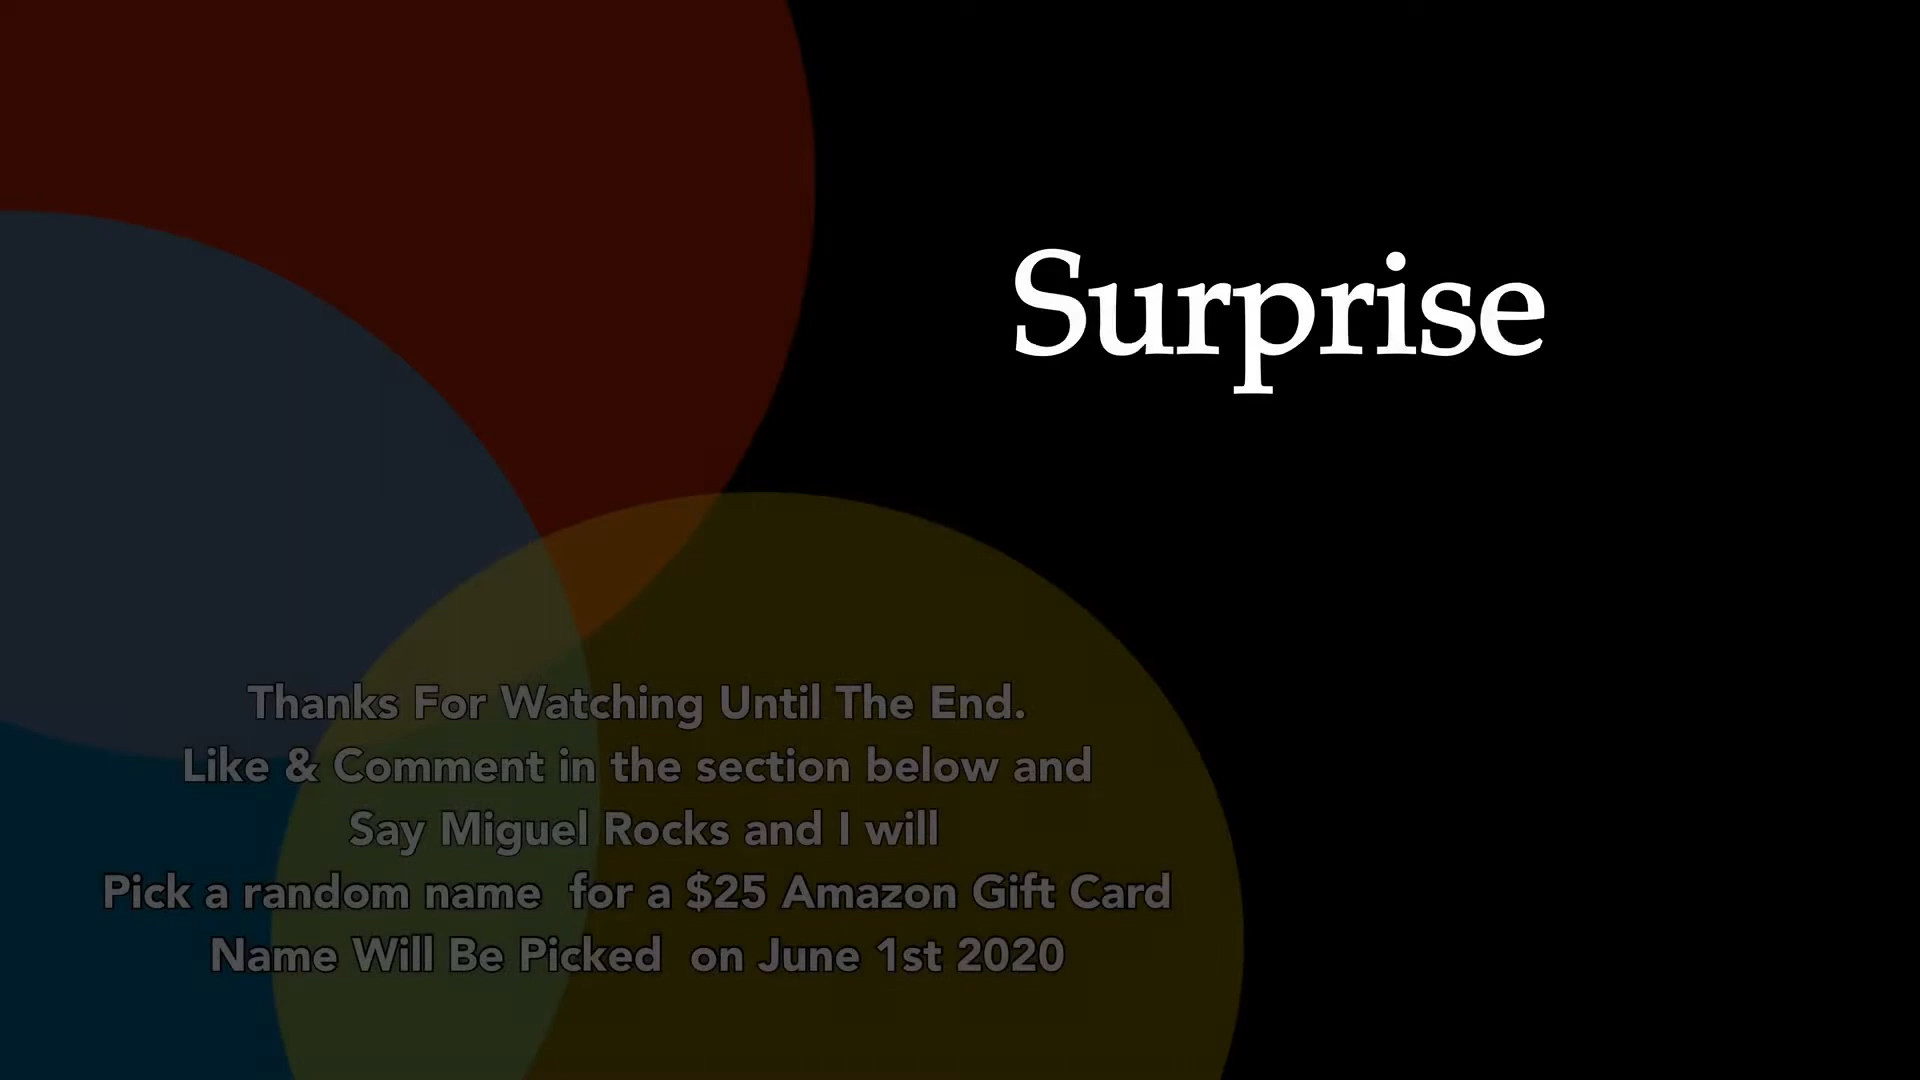 Surprise
Thanks For Watching Until The End.
Like & Comment in the section below and
Say Miguel Rocks and I will
Pick a random name  for a $25 Amazon Gift Card
Name Will Be Picked  on June 1st 2020